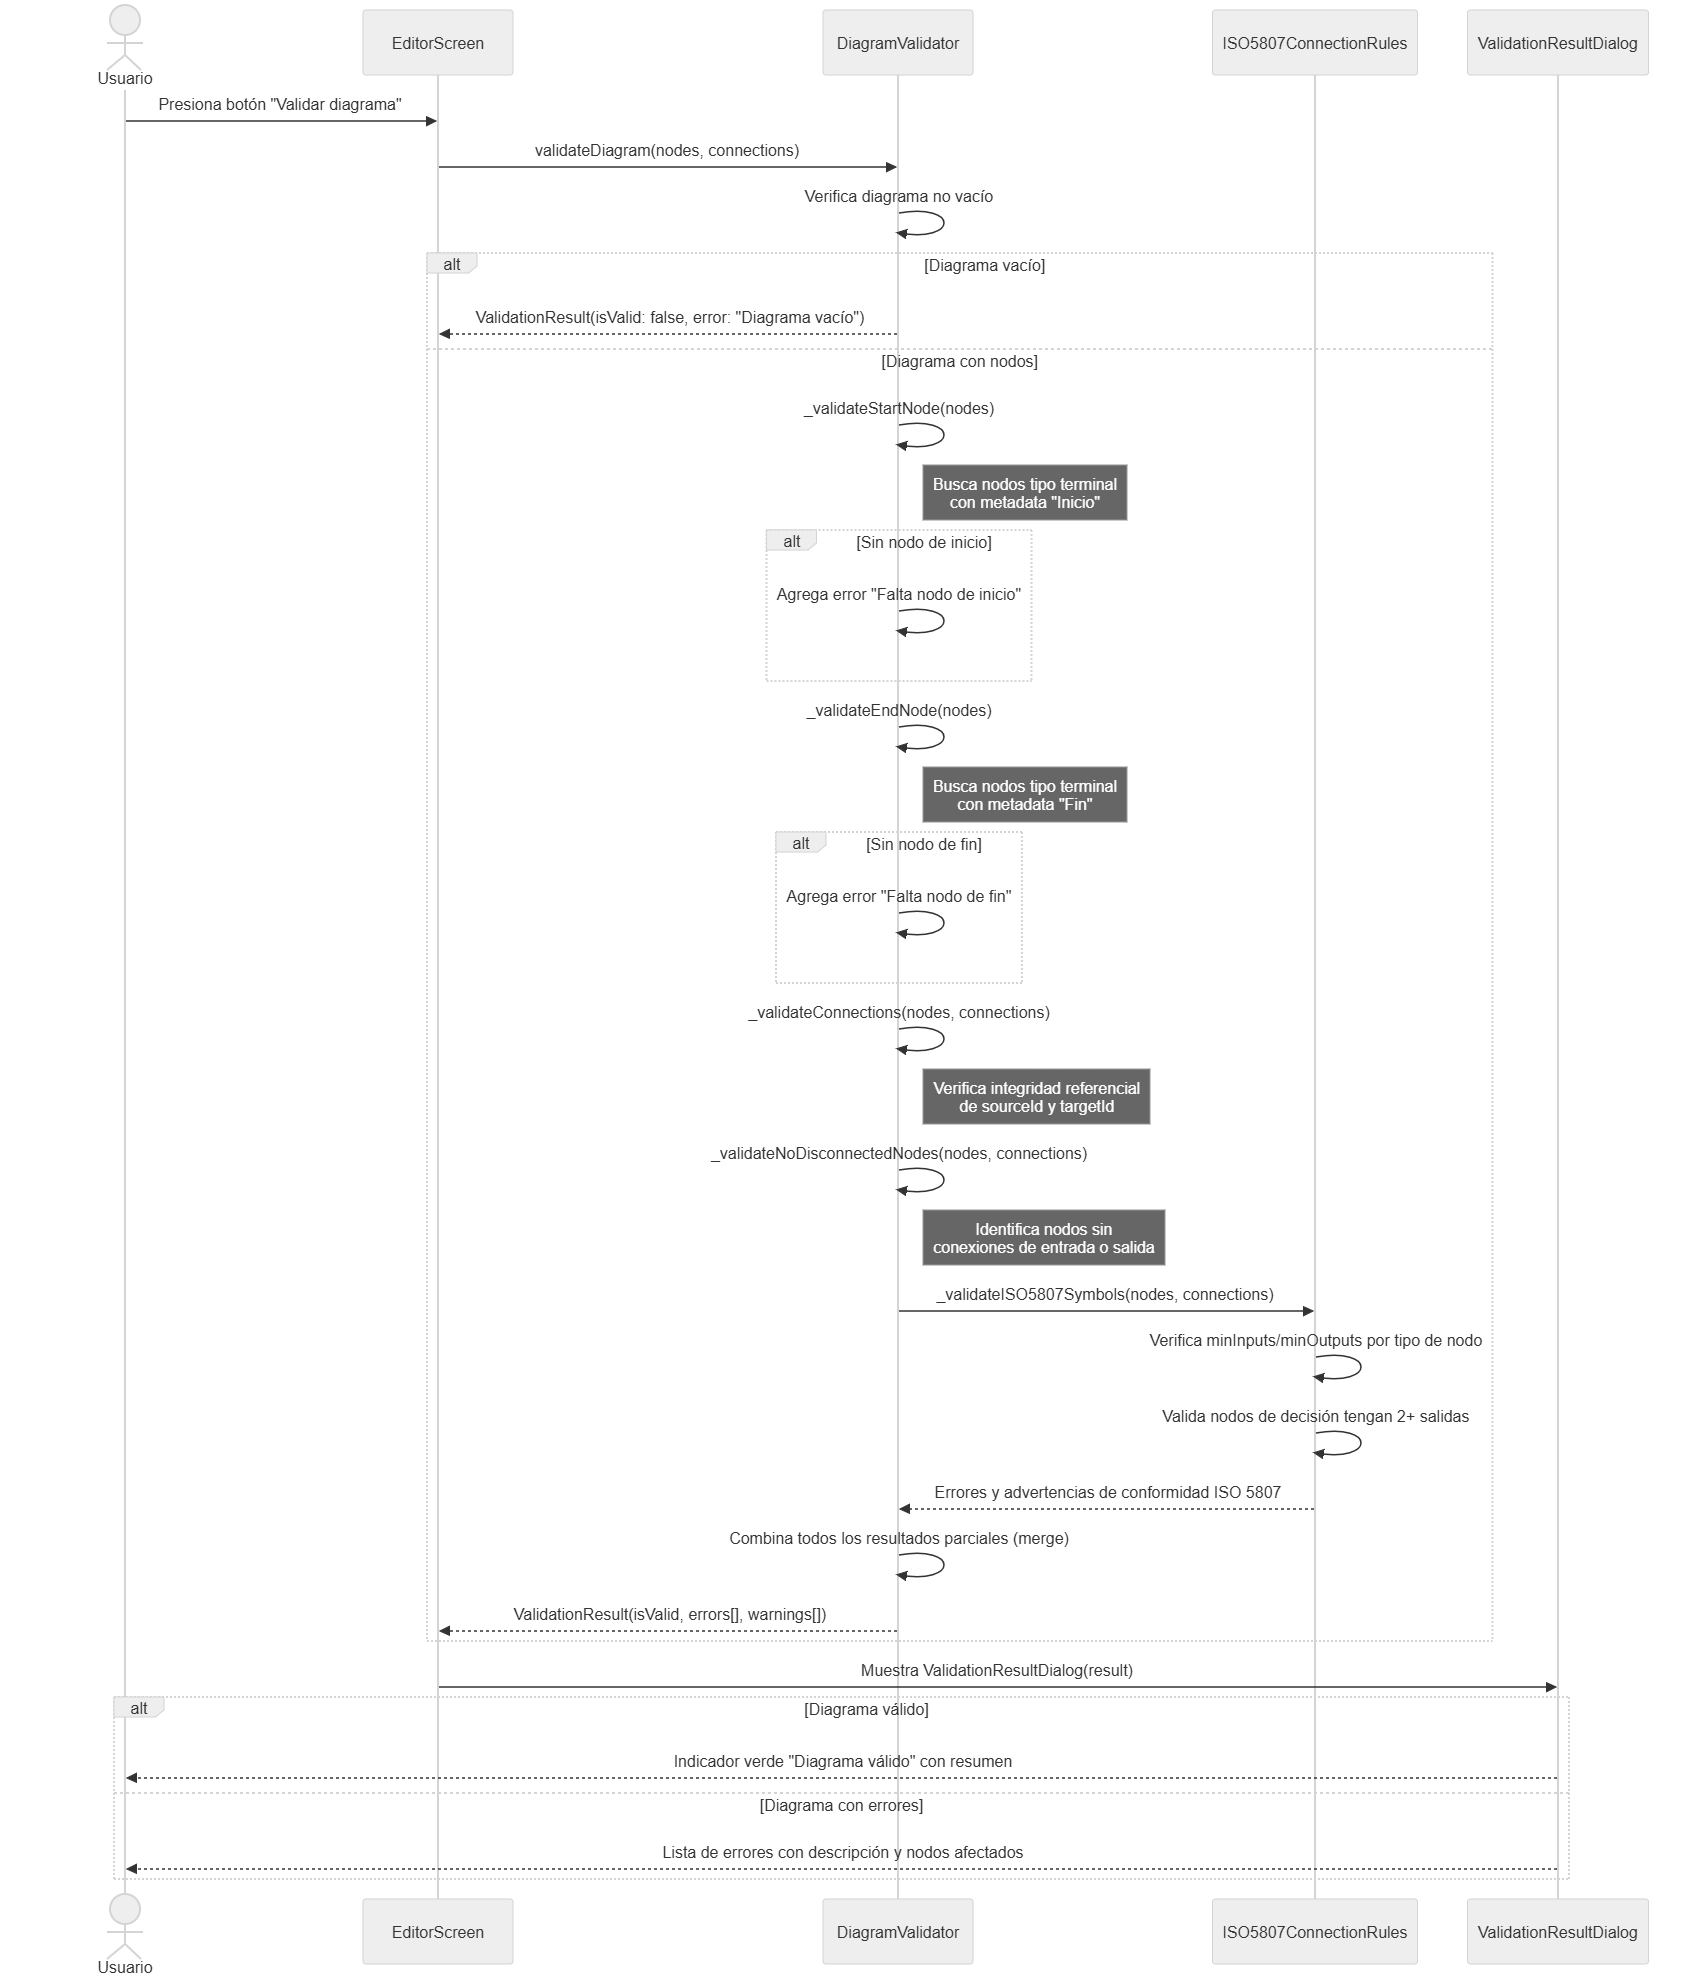 Usuario
EditorScreen
DiagramValidator
ISO5807ConnectionRules
ValidationResultDialog
Presiona botón "Validar diagrama"
validateDiagram(nodes, connections)
Verifica diagrama no vacío
alt
[Diagrama vacío]
ValidationResult(isValid: false, error: "Diagrama vacío")
[Diagrama con nodos]
_validateStartNode(nodes)
Busca nodos tipo terminal
con metadata "Inicio"
alt
[Sin nodo de inicio]
Agrega error "Falta nodo de inicio"
_validateEndNode(nodes)
Busca nodos tipo terminal
con metadata "Fin"
alt
[Sin nodo de fin]
Agrega error "Falta nodo de fin"
_validateConnections(nodes, connections)
Verifica integridad referencial
de sourceId y targetId
_validateNoDisconnectedNodes(nodes, connections)
Identifica nodos sin
conexiones de entrada o salida
_validateISO5807Symbols(nodes, connections)
Verifica minInputs/minOutputs por tipo de nodo
Valida nodos de decisión tengan 2+ salidas
Errores y advertencias de conformidad ISO 5807
Combina todos los resultados parciales (merge)
ValidationResult(isValid, errors[], warnings[])
Muestra ValidationResultDialog(result)
alt
[Diagrama válido]
Indicador verde "Diagrama válido" con resumen
[Diagrama con errores]
Lista de errores con descripción y nodos afectados
Usuario
EditorScreen
DiagramValidator
ISO5807ConnectionRules
ValidationResultDialog